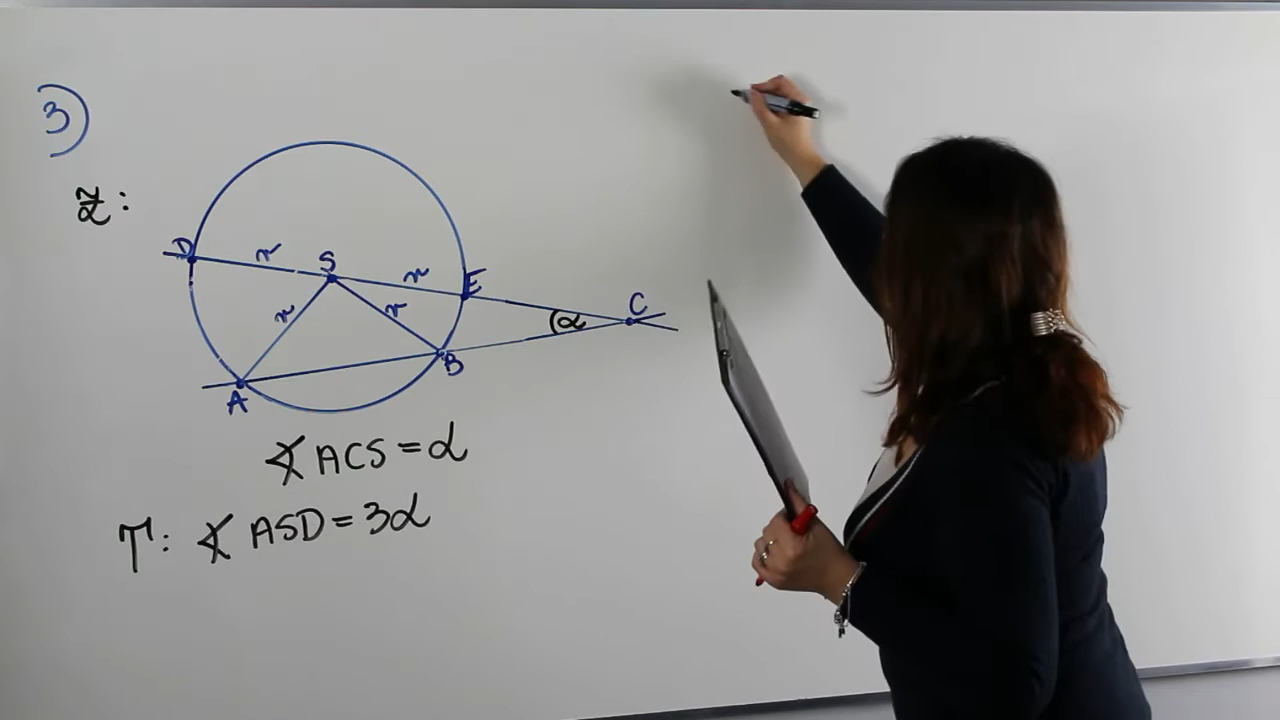 3)
Z:
D r S r E C
r r α
A B
∢ ACS = α
T: ∢ ASD = 3α